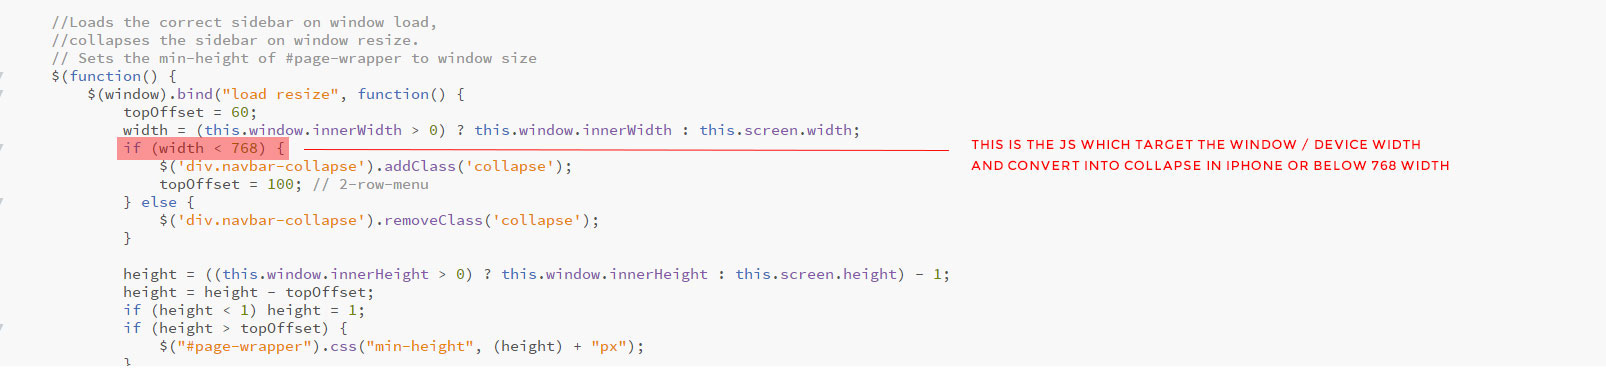 //Loads the correct sidebar on window load,
//collapses the sidebar on window resize.
// Sets the min-height of #page-wrapper to window size
$(function() {
    $(window).bind("load resize", function() {
        topOffset = 60;
        width = (this.window.innerWidth > 0) ? this.window.innerWidth : this.screen.width;
        if (width < 768) {
            $('div.navbar-collapse').addClass('collapse');
            topOffset = 100; // 2-row-menu
        } else {
            $('div.navbar-collapse').removeClass('collapse');
        }
        height = ((this.window.innerHeight > 0) ? this.window.innerHeight : this.screen.height) - 1;
        height = height - topOffset;
        if (height < 1) height = 1;
        if (height > topOffset) {
            $("#page-wrapper").css("min-height", (height) + "px");
        }
THIS IS THE JS WHICH TARGET THE WINDOW / DEVICE WIDTH
AND CONVERT INTO COLLAPSE IN IPHONE OR BELOW 768 WIDTH